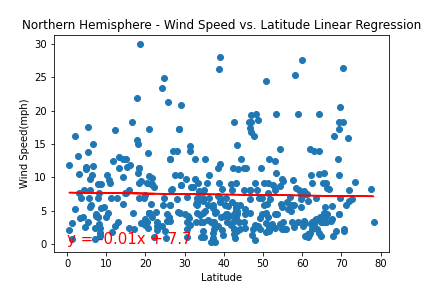 Northern Hemisphere - Wind Speed vs. Latitude Linear Regression
30
25
20
15
10
5
0
Wind Speed(mph)
y = -0.01x + 7.7
0 10 20 30 40 50 60 70 80
Latitude